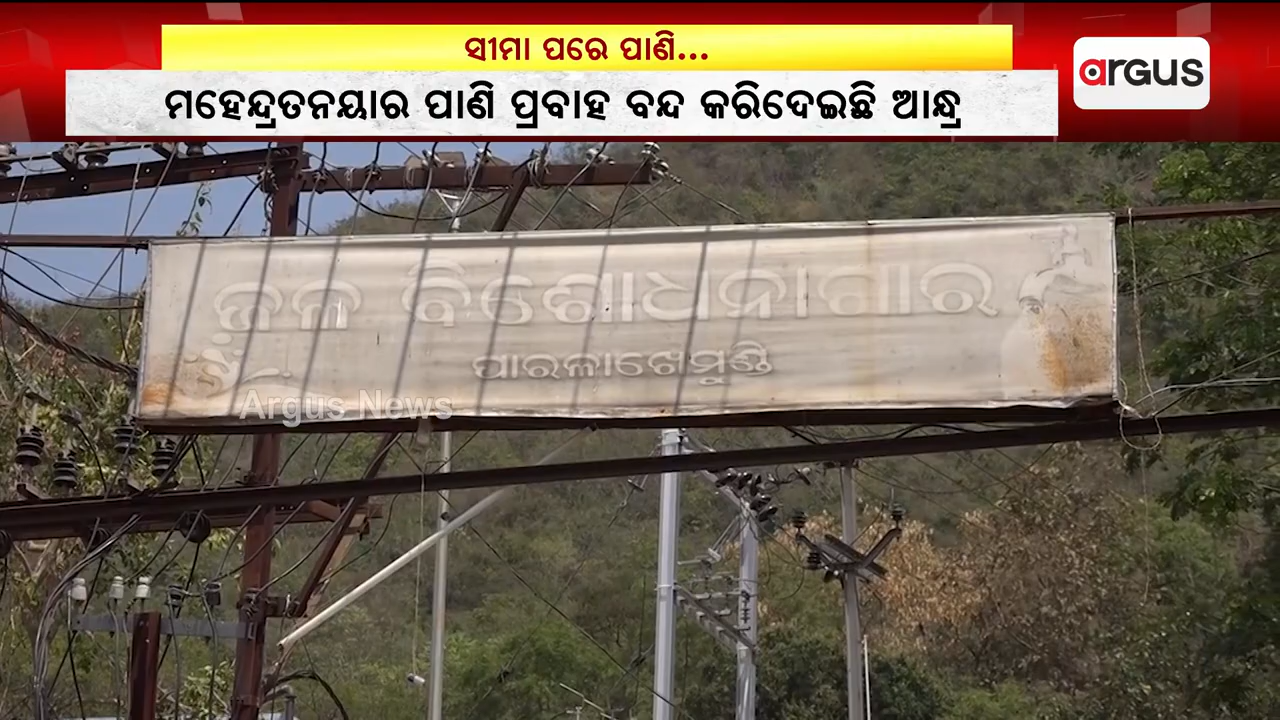 ସୀମା ପରେ ପାଣି...
ମହେନ୍ଦ୍ରତନୟାର ପାଣି ପ୍ରବାହ ବନ୍ଦ କରିଦେଇଛି ଆନ୍ଧ୍ର
argus
ଜଳ ବିଶୋଧନାଗାର
ପାରଳାଖେମୁଣ୍ଡି
Argus News